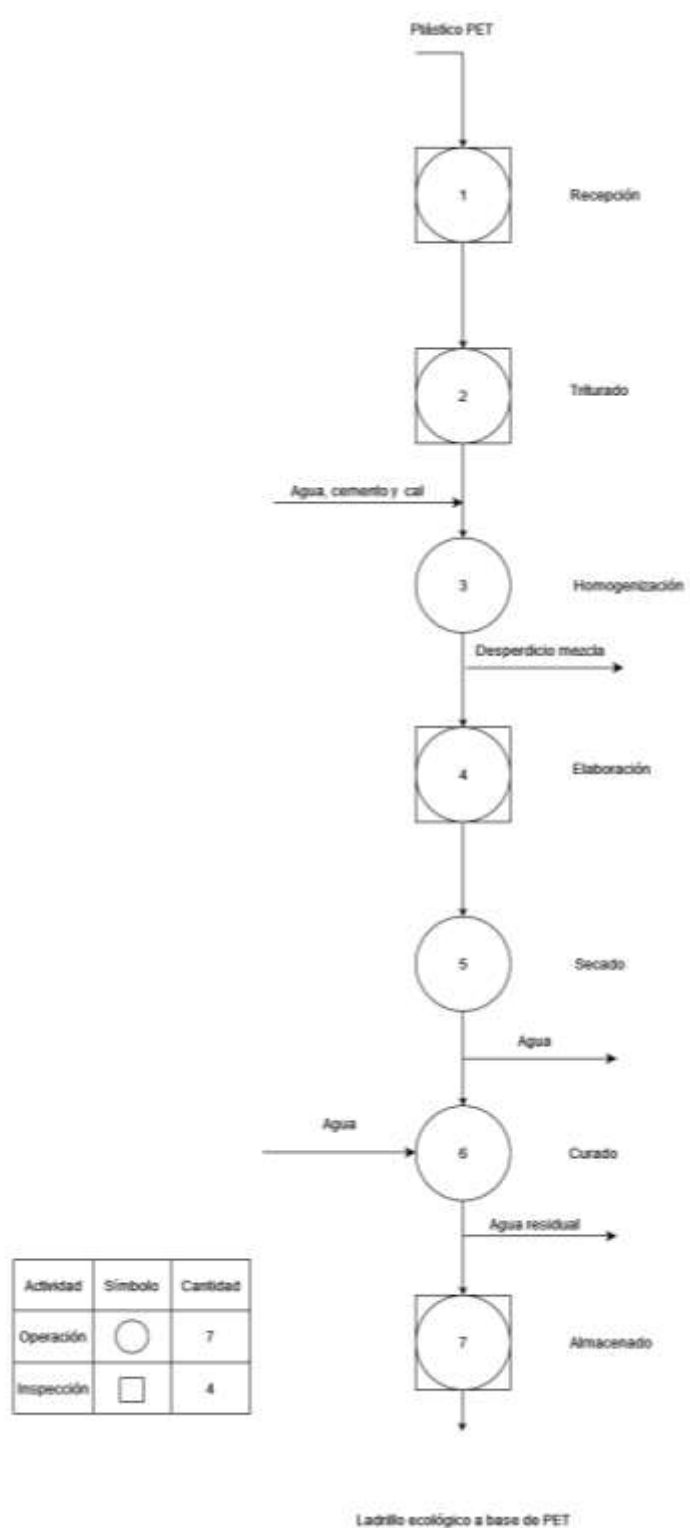 Plástico PET
1
Recepción
2
Triturado
Agua, cemento y cal
3
Homogenización
Desperdicio mezcla
4
Elaboración
5
Secado
Agua
Agua
6
Curado
Agua residual
Actividad Símbolo Cantidad
Operación 7
Inspección 4
7
Almacenado
Ladrillo ecológico a base de PET